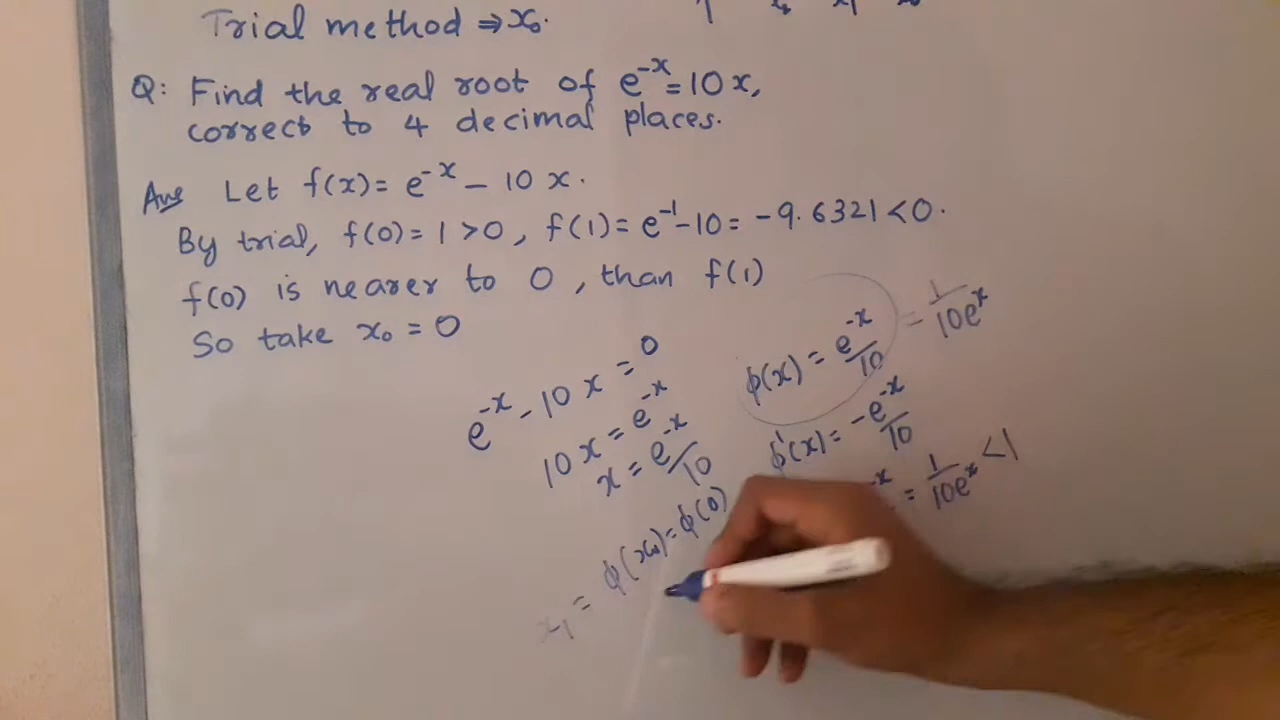 Trial method ⇒ x₀.
Q: Find the real root of e^-x = 10x,
correct to 4 decimal places.
Ans Let f(x) = e^-x - 10x.
By trial, f(0) = 1 > 0, f(1) = e^-1 - 10 = -9.6321 < 0.
f(0) is nearer to 0, than f(1)
So take x₀ = 0
e^-x - 10x = 0
10x = e^-x
x = e^-x/10
x₁ = φ(x₀) = φ(0)
φ(x) = e^-x/10 = 1/10e^x
φ'(x) = -e^-x/10
-x = 1/10e^x < 1